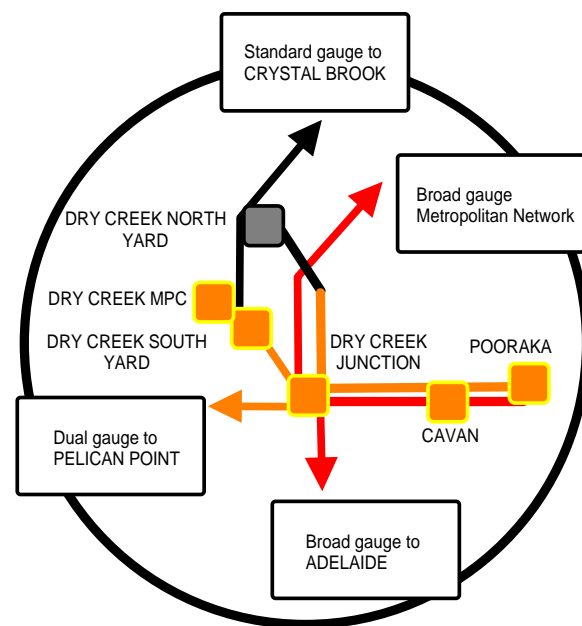 Standard gauge to
CRYSTAL BROOK
Broad gauge
Metropolitan Network
DRY CREEK NORTH
YARD
DRY CREEK MPC
DRY CREEK SOUTH
YARD
DRY CREEK
JUNCTION
POORAKA
CAVAN
Dual gauge to
PELICAN POINT
Broad gauge to
ADELAIDE